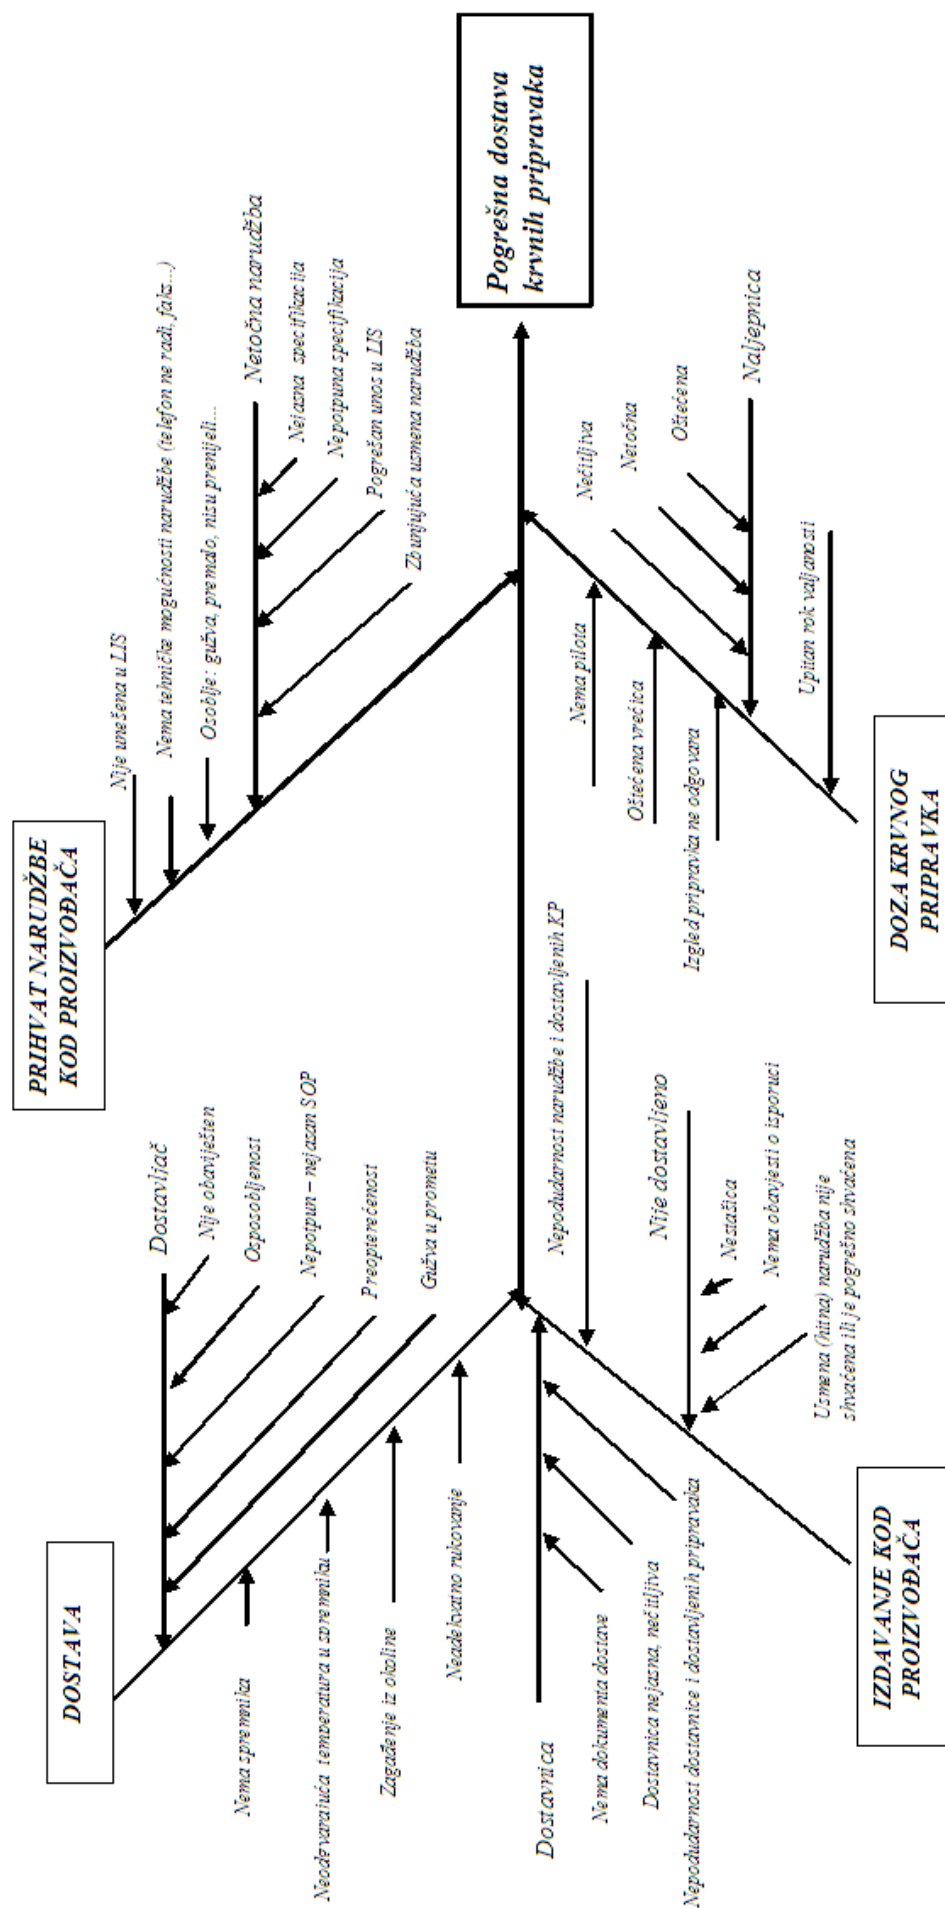 DOSTAVA
Dostavljač
Nije obaviješten
Osposobljenost
Nepotpun – nejasan SOP
Preopterećenost
Gužva u prometu
Nema spremnika
Neodgvarajuća temperatura u spremniku
Zagađenje iz okoline
Neadekvatno rukovanje
PRIHVAT NARUDŽBE
KOD PROIZVOĐAČA
Nije unešena u LIS
Nema tehničke mogućnosti narudžbe (telefon ne radi, faks...)
Osoblje: gužva, premalo, nisu prenijeli...
Netočna narudžba
Nejasna specifikacija
Nepotpuna specifikacija
Pogrešan unos u LIS
Zbunjujuća usmena narudžba
Pogrešna dostava
krvnih pripravaka
Dostavnica
Nema dokumenta dostave
Dostavnica nejasna, nečitljiva
Nepodudarnost dostavnice i dostavljenih pripravaka
Nepodudarnost narudžbe i dostavljenih KP
Nije dostavljeno
Nestašica
Nema obavjesti o isporuci
Usmena (hitna) narudžba nije
shvaćena ili je pogrešno shvaćena
IZDAVANJE KOD
PROIZVOĐAČA
Nema pilota
Oštećena vrećica
Izgled pripravka ne odgovara
Nečitljiva
Netočna
Oštećena
Naljepnica
Upitan rok valjanosti
DOZA KRVNOG
PRIPRAVKA